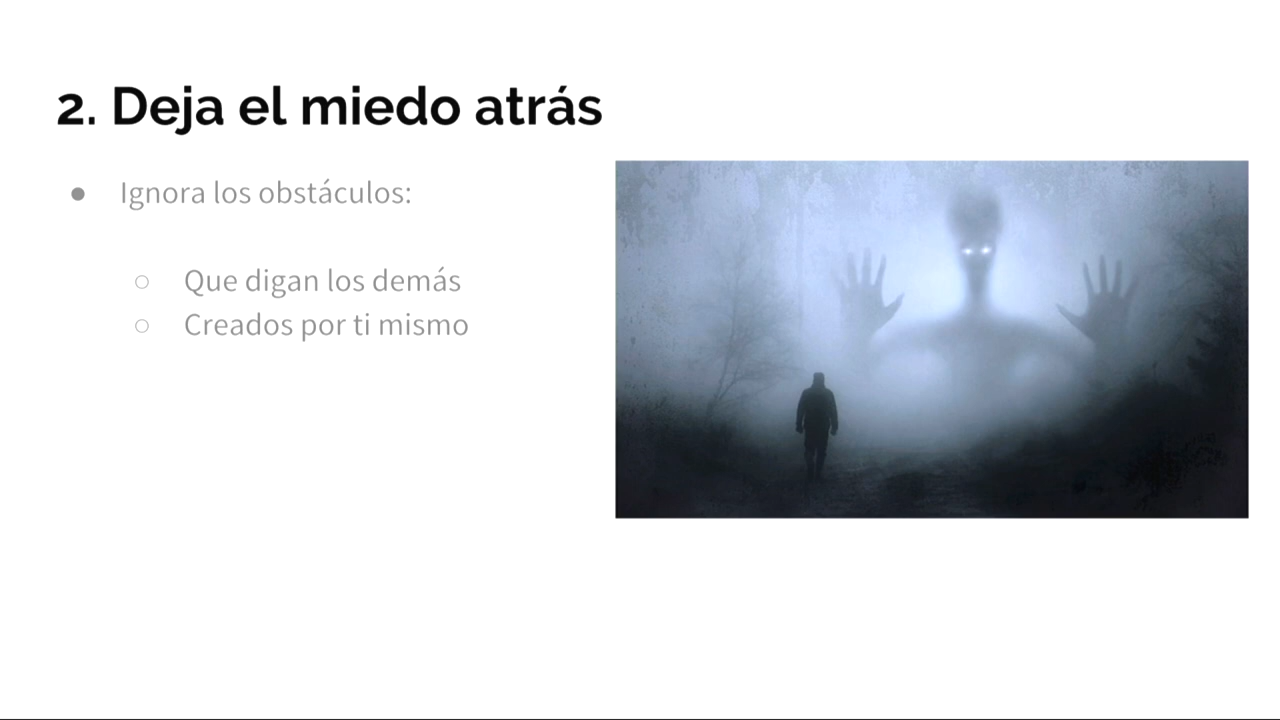 2. Deja el miedo atrás
● Ignora los obstáculos:
○ Que digan los demás
○ Creados por ti mismo